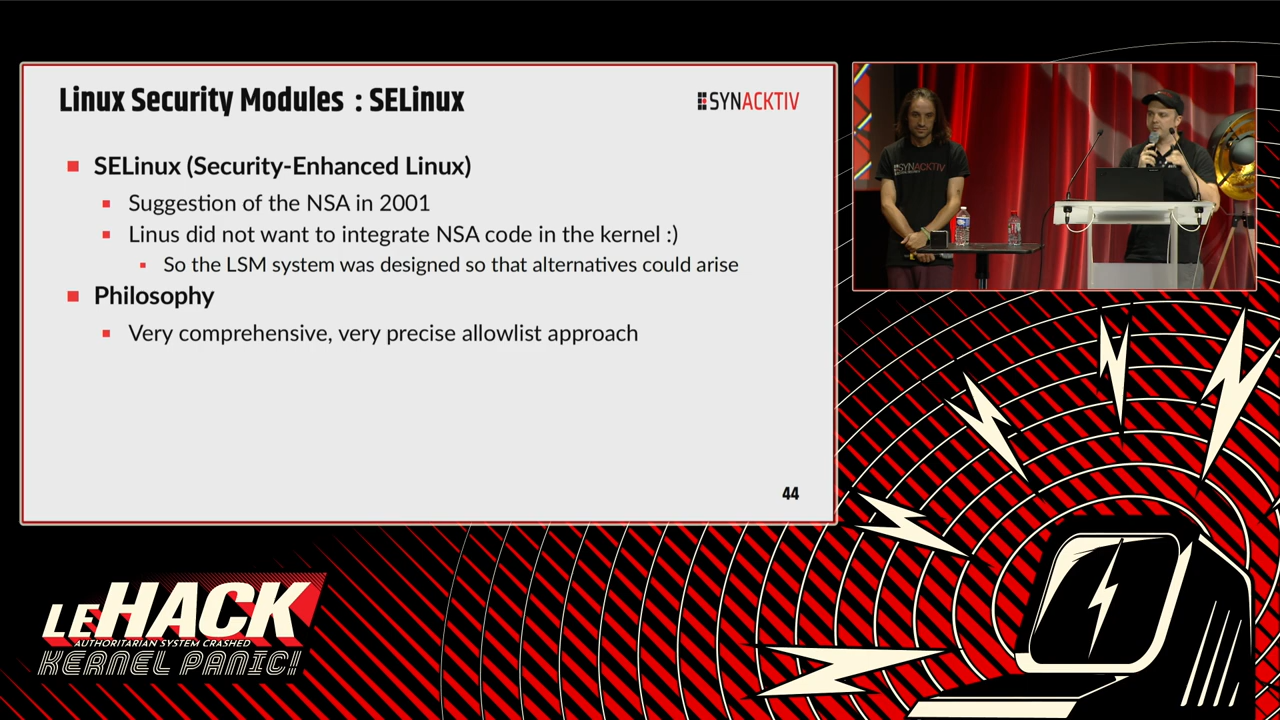 Linux Security Modules : SELinux
SYNACKTIV
SELinux (Security-Enhanced Linux)
Suggestion of the NSA in 2001
Linus did not want to integrate NSA code in the kernel :)
So the LSM system was designed so that alternatives could arise
Philosophy
Very comprehensive, very precise allowlist approach
44
SYNACKTIV
LEHACK
AUTHORITARIAN SYSTEM CRASHED
KERNEL PANIC!